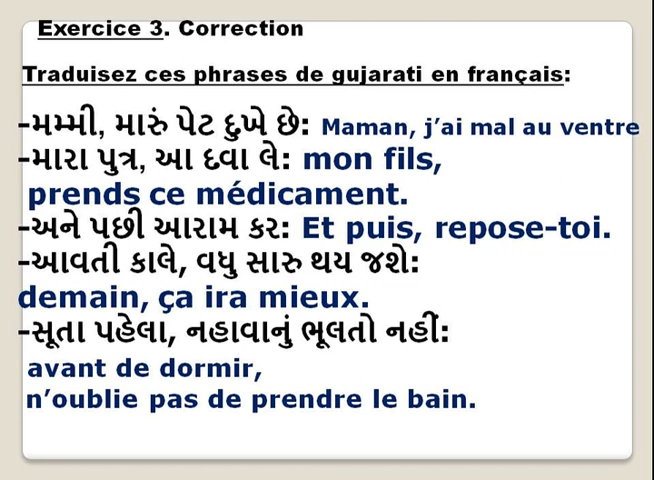 Exercice 3. Correction
Traduisez ces phrases de gujarati en français:
-મમ્મી, મારું પેટ દુખે છે: Maman, j’ai mal au ventre
-મારા પુત્ર, આ દવા લે: mon fils,
prends ce médicament.
-અને પછી આરામ કર: Et puis, repose-toi.
-આવતી કાલે, વધુ સારુ થય જશે:
demain, ça ira mieux.
-સૂતા પહેલા, નહાવાનું ભૂલતો નહીં:
avant de dormir,
n’oublie pas de prendre le bain.